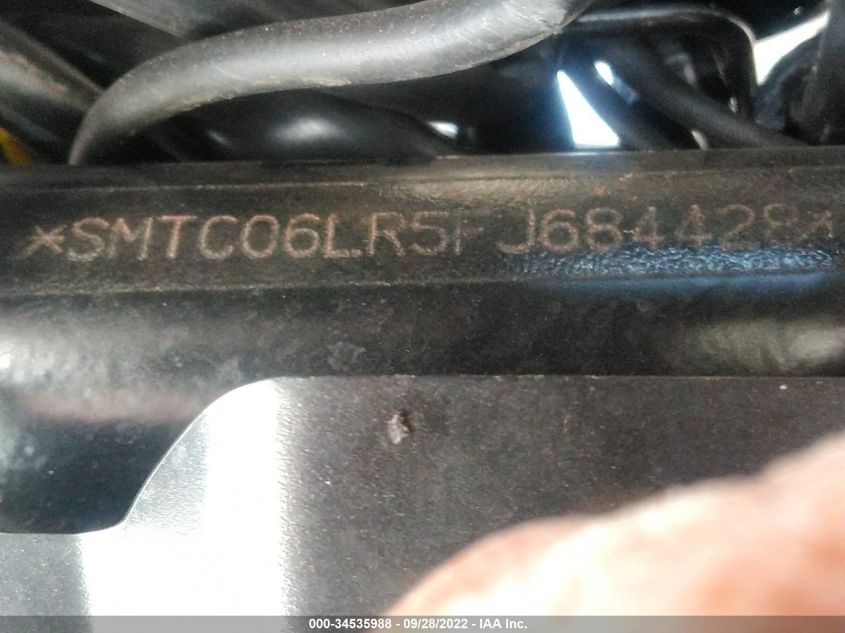 *SMTC06LR5FJ684428*
000-34535988 - 09/28/2022 - IAA Inc.